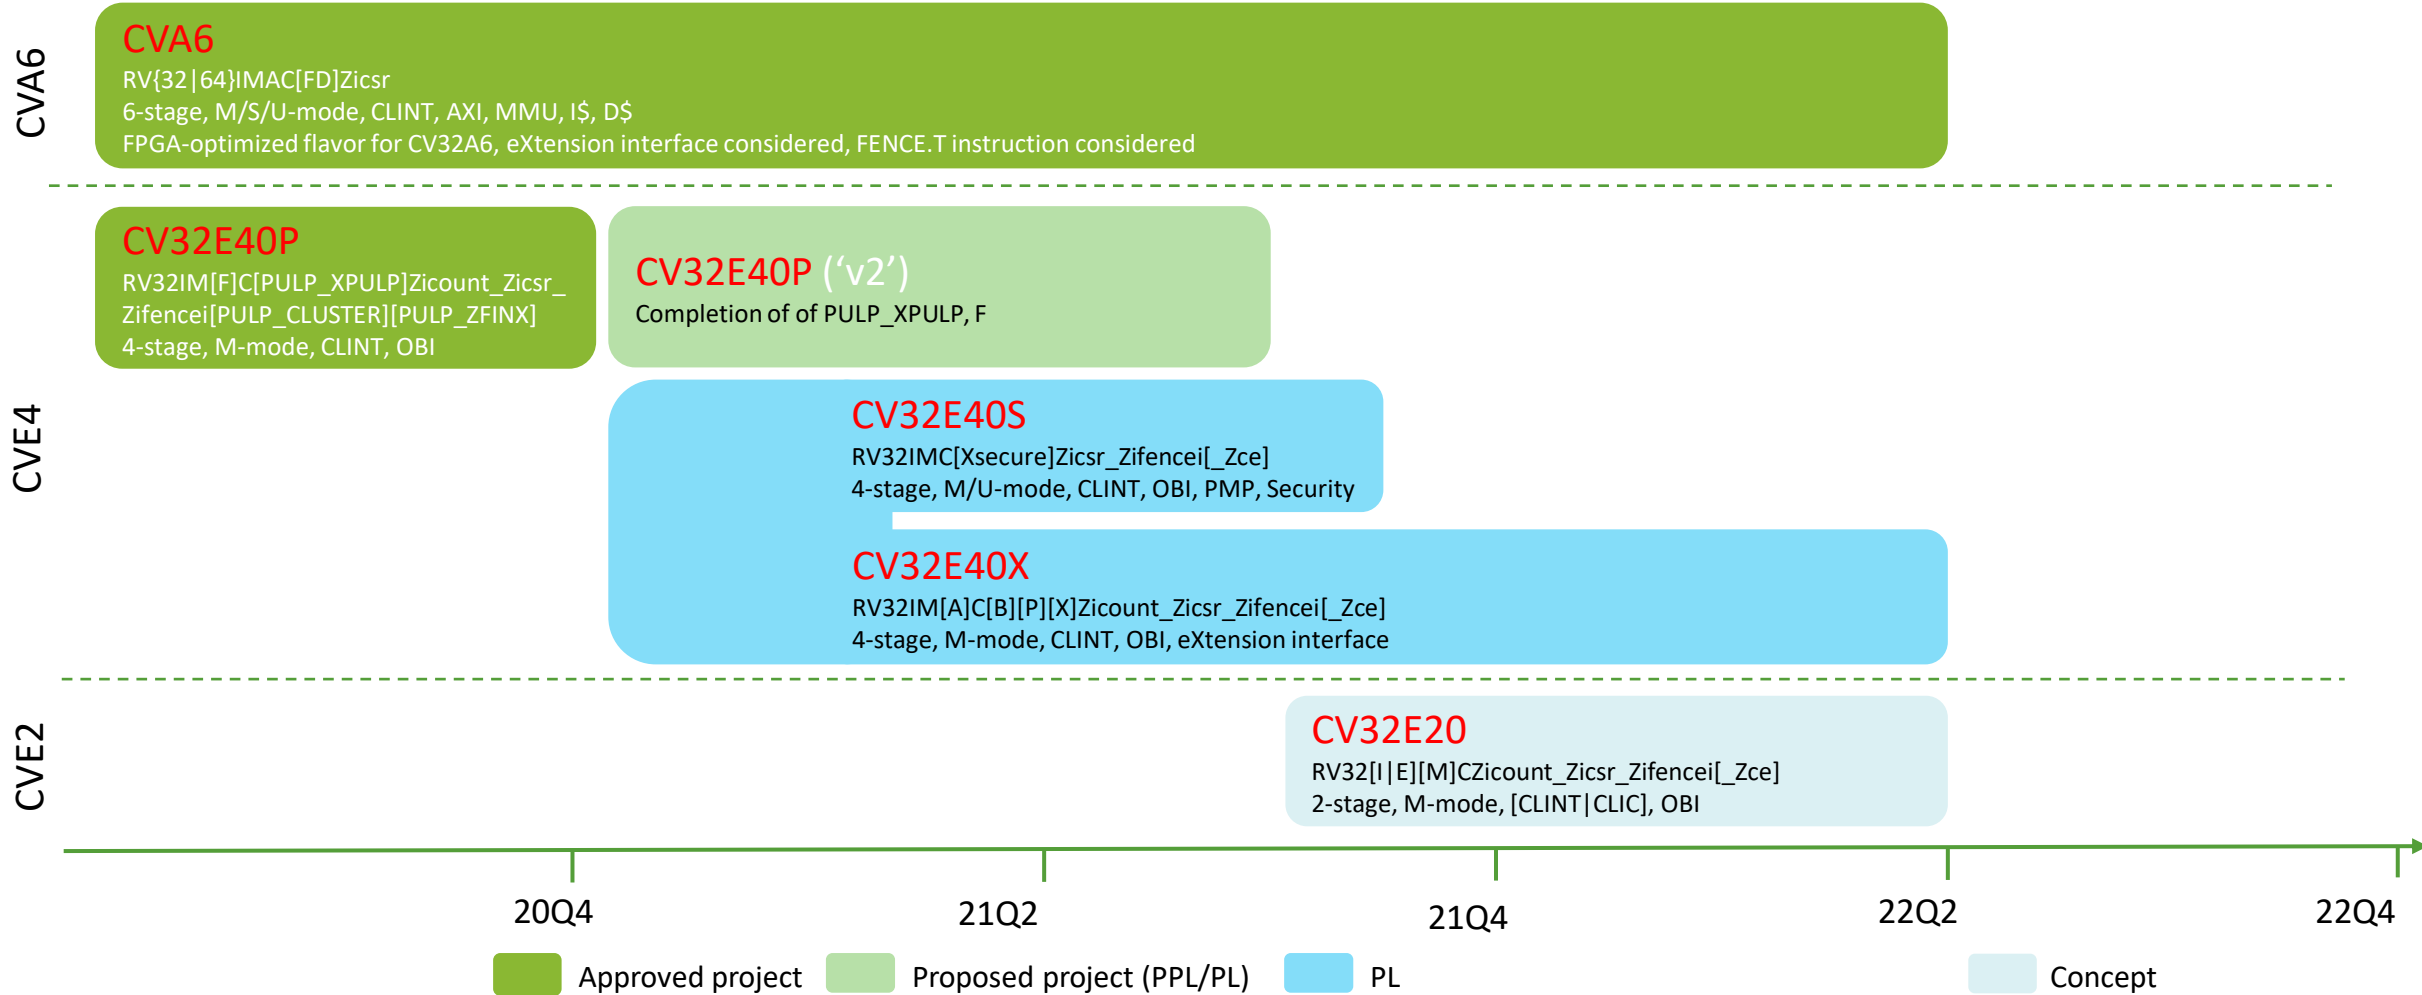 CVA6
CVA6
RV{32|64}IMAC[FD]Zicsr
6-stage, M/S/U-mode, CLINT, AXI, MMU, I$, D$
FPGA-optimized flavor for CV32A6, eXtension interface considered, FENCE.T instruction considered
CVE4
CV32E40P
RV32IM[F]C[PULP_XPULP]Zicount_Zicsr_
Zifencei[PULP_CLUSTER][PULP_ZFINX]
4-stage, M-mode, CLINT, OBI
CV32E40P (‘v2’)
Completion of of PULP_XPULP, F
CV32E40S
RV32IMC[Xsecure]Zicsr_Zifencei[_Zce]
4-stage, M/U-mode, CLINT, OBI, PMP, Security
CV32E40X
RV32IM[A]C[B][P][X]Zicount_Zicsr_Zifencei[_Zce]
4-stage, M-mode, CLINT, OBI, eXtension interface
CVE2
CV32E20
RV32[I|E][M]CZicount_Zicsr_Zifencei[_Zce]
2-stage, M-mode, [CLINT|CLIC], OBI
20Q4
21Q2
21Q4
22Q2
22Q4
Approved project
Proposed project (PPL/PL)
PL
Concept